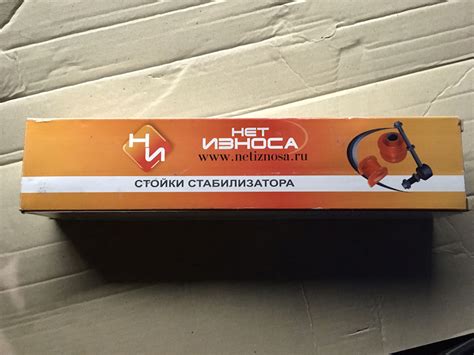 НИ
НЕТ
ИЗНОСА
www.netiznosa.ru
СТОЙКИ СТАБИЛИЗАТОРА